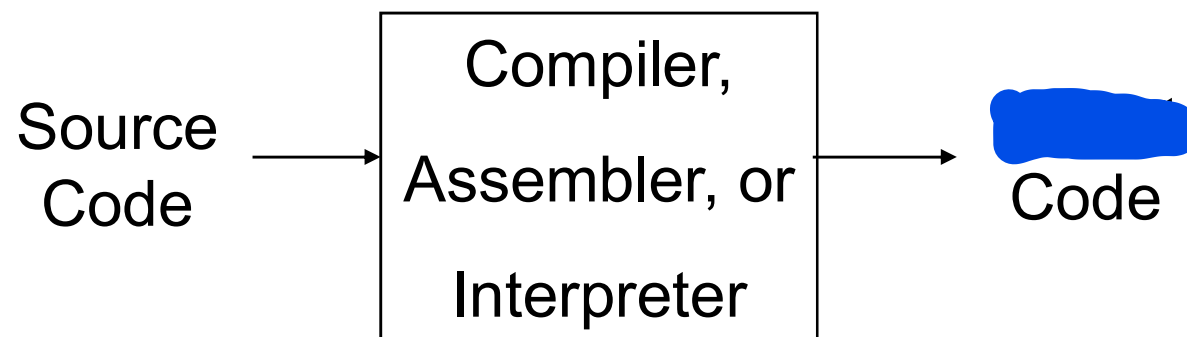 Source
Code
Compiler,
Assembler, or
Interpreter
Code